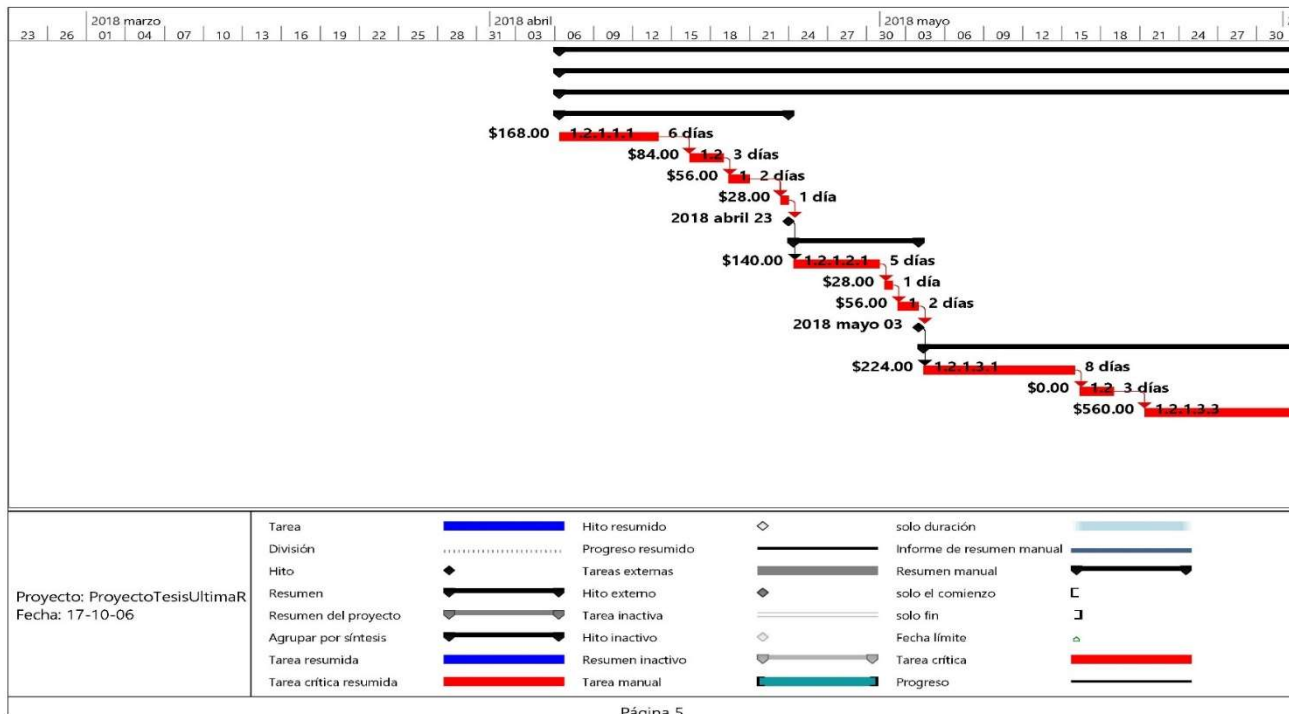 2018 marzo 2018 abril 2018 mayo
23 26 01 04 07 10 13 16 19 22 25 28 31 03 06 09 12 15 18 21 24 27 30 03 06 09 12 15 18 21 24 27 30
$168.00 1.2.1.1.1 6 días
$84.00 1.2 3 días
$56.00 1 2 días
$28.00 1 día
2018 abril 23
$140.00 1.2.1.2.1 5 días
$28.00 1 día
$56.00 1 2 días
2018 mayo 03
$224.00 1.2.1.3.1 8 días
$0.00 1.2 3 días
$560.00 1.2.1.3.3
Proyecto: ProyectoTesisUltimaR
Fecha: 17-10-06
Tarea Hito resumido solo duración
División Progreso resumido Informe de resumen manual
Hito Tareas externas Resumen manual
Resumen Hito externo solo el comienzo
Resumen del proyecto Tarea inactiva solo fin
Agrupar por síntesis Hito inactivo Fecha límite
Tarea resumida Resumen inactivo Tarea crítica
Tarea crítica resumida Tarea manual Progreso
Página 5